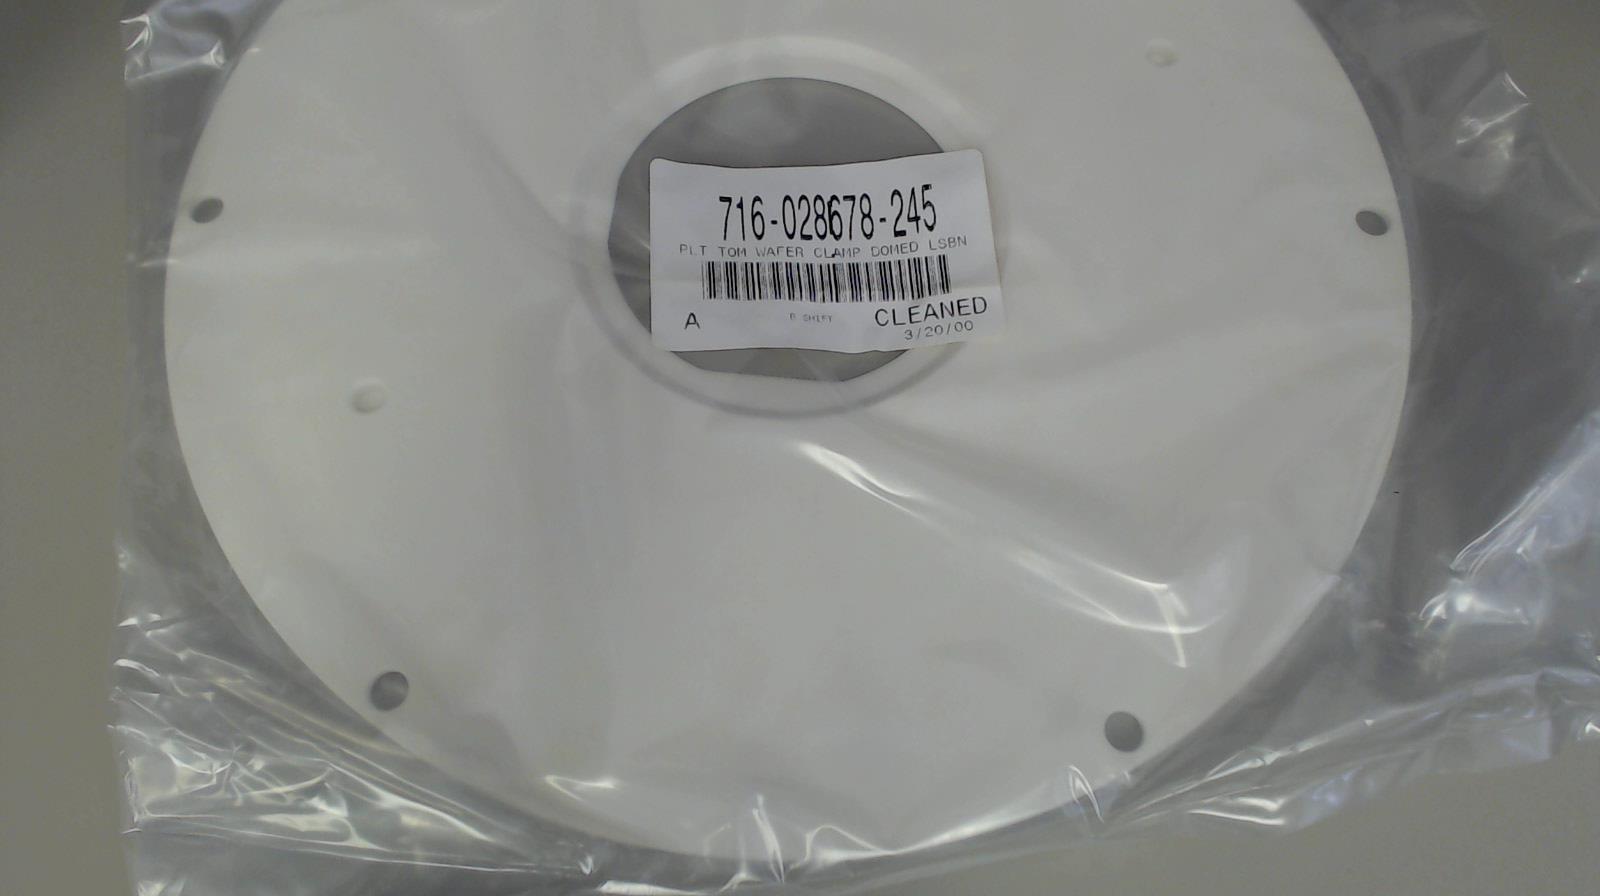 716-028678-245
PLT TOM WAFER CLAMP DOMED LSBN
A B SHIFT CLEANED
3/20/00